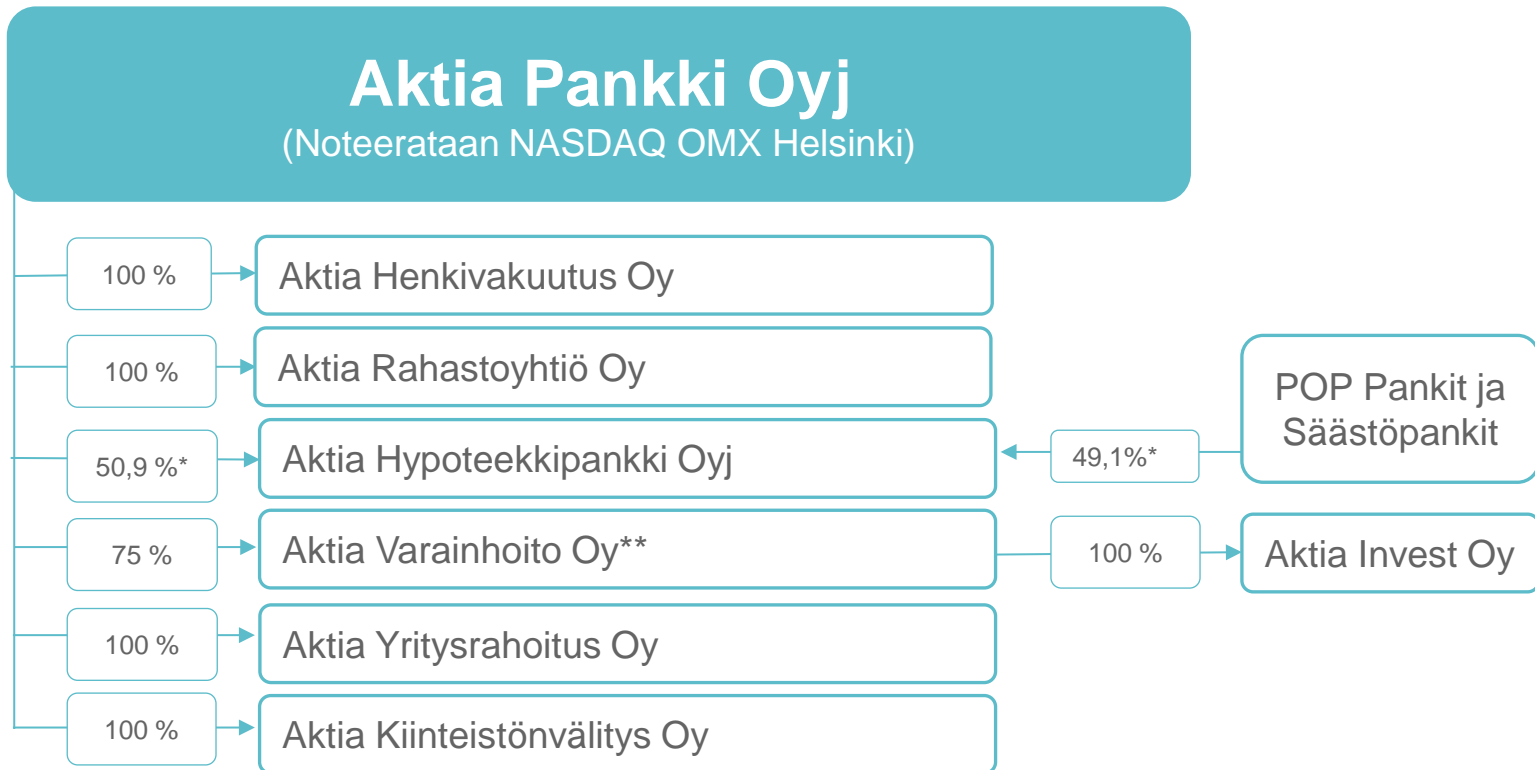 Aktia Pankki Oyj
(Noteerataan NASDAQ OMX Helsinki)
100 %
Aktia Henkivakuutus Oy
100 %
Aktia Rahastoyhtiö Oy
POP Pankit ja
Säästöpankit
50,9 %*
Aktia Hypoteekkipankki Oyj
49,1%*
75 %
Aktia Varainhoito Oy**
100 %
Aktia Invest Oy
100 %
Aktia Yritysrahoitus Oy
100 %
Aktia Kiinteistönvälitys Oy